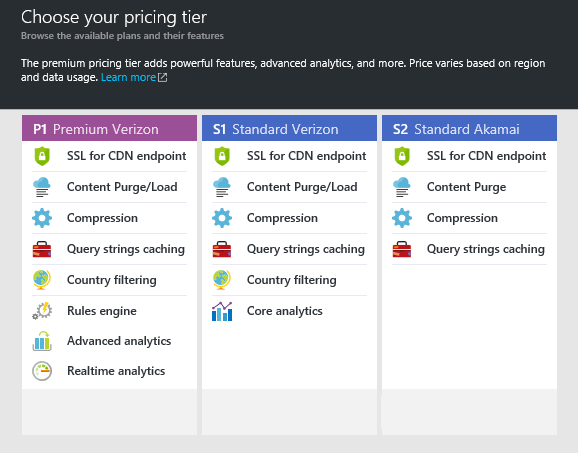 Choose your pricing tier
Browse the available plans and their features
The premium pricing tier adds powerful features, advanced analytics, and more. Price varies based on region
and data usage. Learn more
P1 Premium Verizon
SSL for CDN endpoint
Content Purge/Load
Compression
Query strings caching
Country filtering
Rules engine
Advanced analytics
Realtime analytics
S1 Standard Verizon
SSL for CDN endpoint
Content Purge/Load
Compression
Query strings caching
Country filtering
Core analytics
S2 Standard Akamai
SSL for CDN endpoint
Content Purge
Compression
Query strings caching